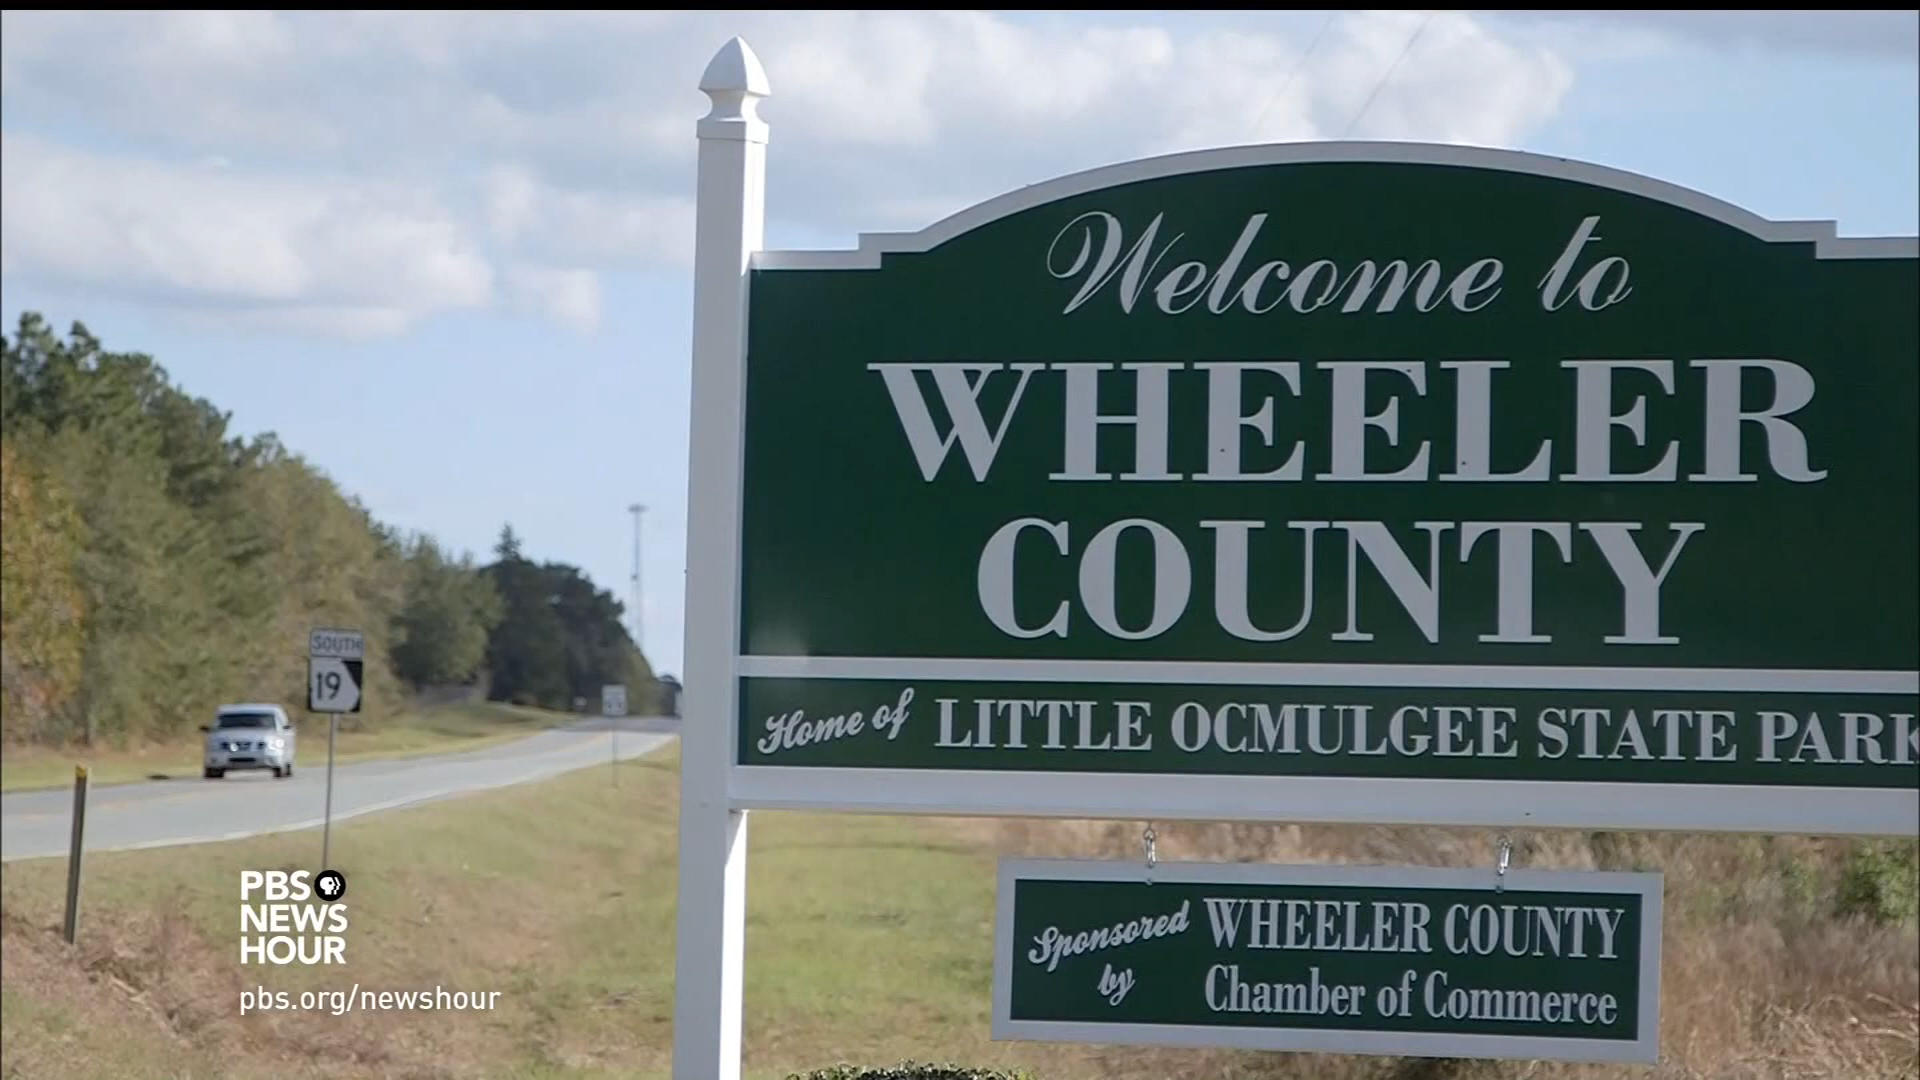 Welcome to
WHEELER
COUNTY
Home of LITTLE OCMULGEE STATE PARK
Sponsored by WHEELER COUNTY
Chamber of Commerce
SOUTH
19
PBS
NEWS
HOUR
pbs.org/newshour